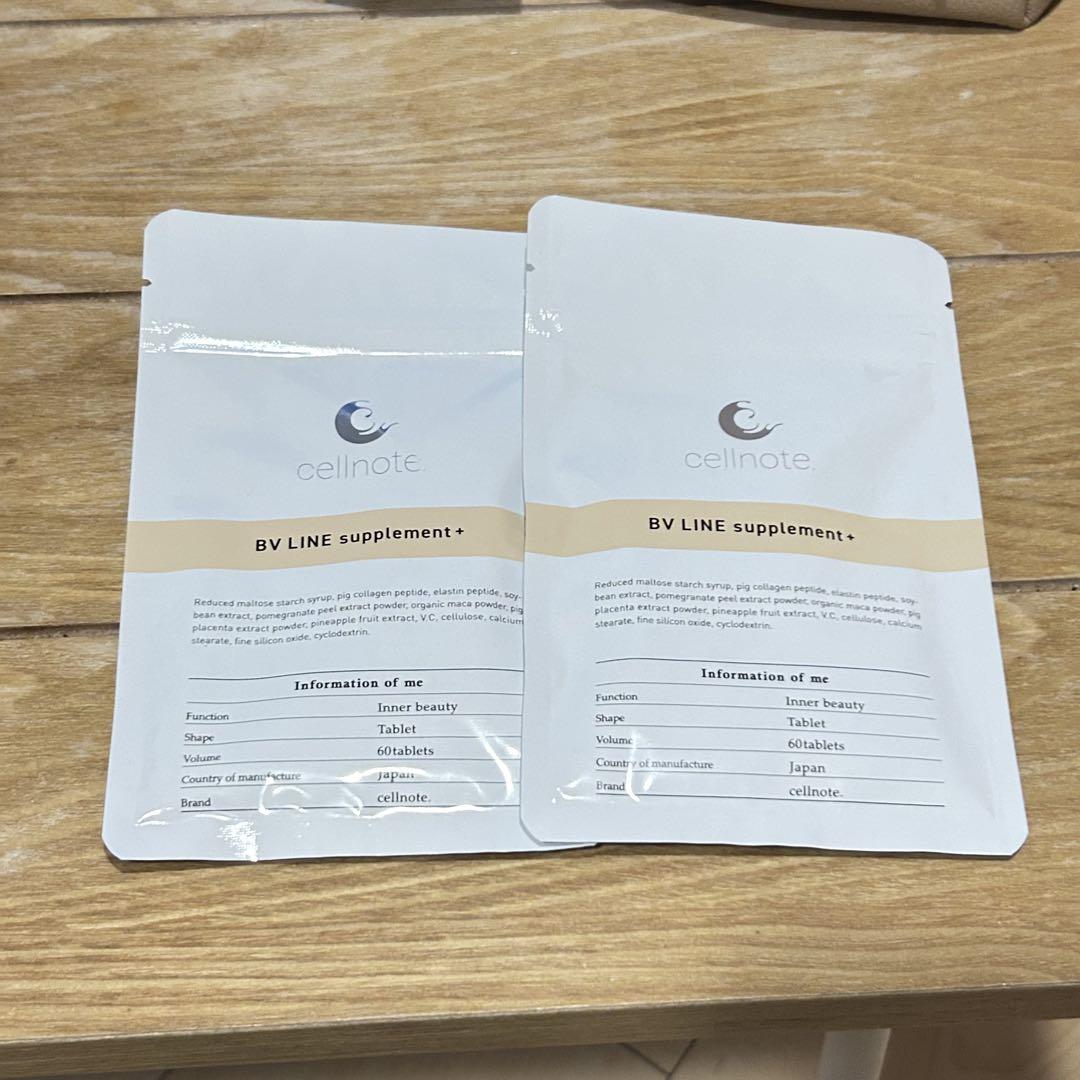 cellnote.
BV LINE supplement+
Reduced maltose starch syrup, pig collagen peptide, elastin peptide, soy-
bean extract, pomegranate peel extract powder, organic maca powder, pig
placenta extract powder, pineapple fruit extract, V.C, cellulose, calcium
stearate, fine silicon oxide, cyclodextrin.
Information of me
Function Inner beauty
Shape Tablet
Volume 60tablets
Country of manufacture Japan
Brand cellnote.
cellnote.
BV LINE supplement+
Reduced maltose starch syrup, pig collagen peptide, elastin peptide, soy-
bean extract, pomegranate peel extract powder, organic maca powder, pig
placenta extract powder, pineapple fruit extract, V.C, cellulose, calcium
stearate, fine silicon oxide, cyclodextrin.
Information of me
Function Inner beauty
Shape Tablet
Volume 60tablets
Country of manufacture Japan
Brand cellnote.